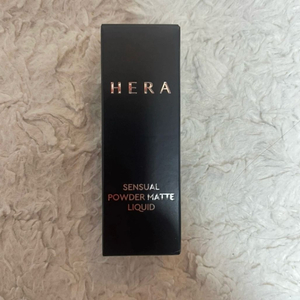 HERA
SENSUAL
POWDER MATTE
LIQUID